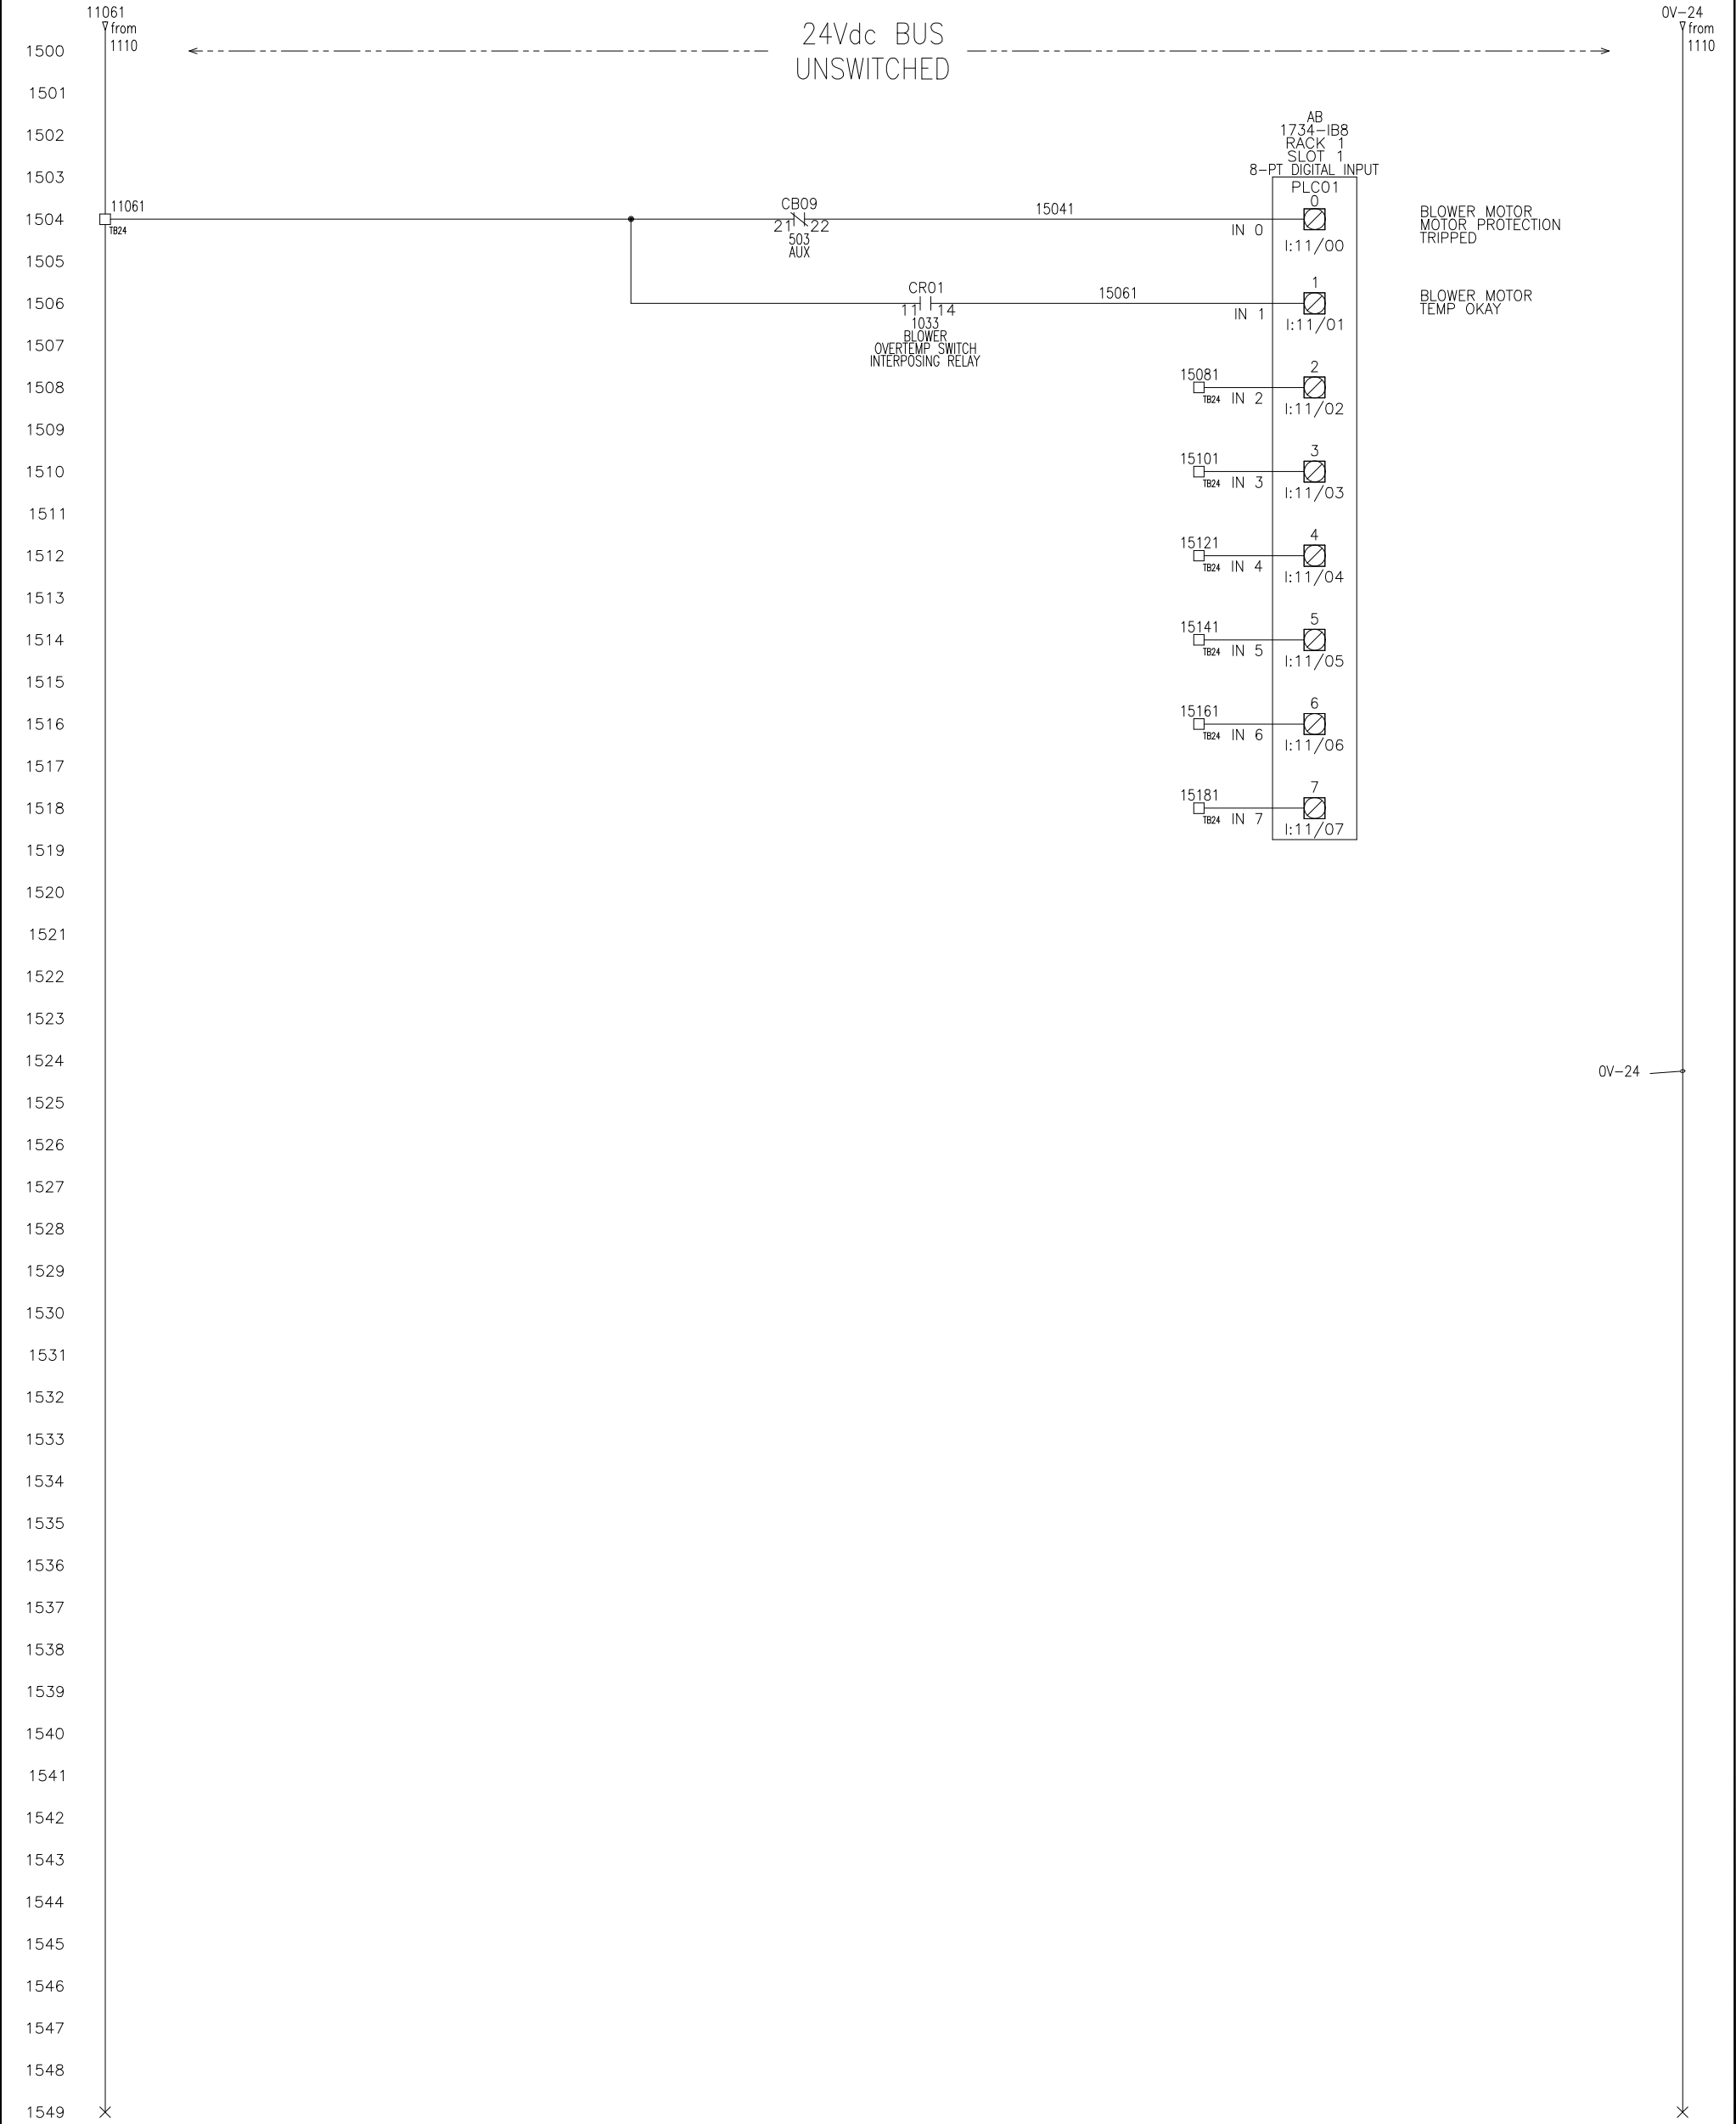 11061
from
1110
0V-24
from
1110
24Vdc BUS
UNSWITCHED
1500
1501
1502
AB
1734-IB8
RACK 1
SLOT 1
8-PT DIGITAL INPUT
1503
PLC01
1504
11061
TB24
CB09
21 22
503
AUX
15041
IN 0
0
I:11/00
BLOWER MOTOR
MOTOR PROTECTION
TRIPPED
1505
1506
CR01
11 14
1033
BLOWER
OVERTEMP SWITCH
INTERPOSING RELAY
15061
IN 1
1
I:11/01
BLOWER MOTOR
TEMP OKAY
1507
1508
15081
TB24 IN 2
2
I:11/02
1509
1510
15101
TB24 IN 3
3
I:11/03
1511
1512
15121
TB24 IN 4
4
I:11/04
1513
1514
15141
TB24 IN 5
5
I:11/05
1515
1516
15161
TB24 IN 6
6
I:11/06
1517
1518
15181
TB24 IN 7
7
I:11/07
1519
1520
1521
1522
1523
1524
0V-24
1525
1526
1527
1528
1529
1530
1531
1532
1533
1534
1535
1536
1537
1538
1539
1540
1541
1542
1543
1544
1545
1546
1547
1548
1549